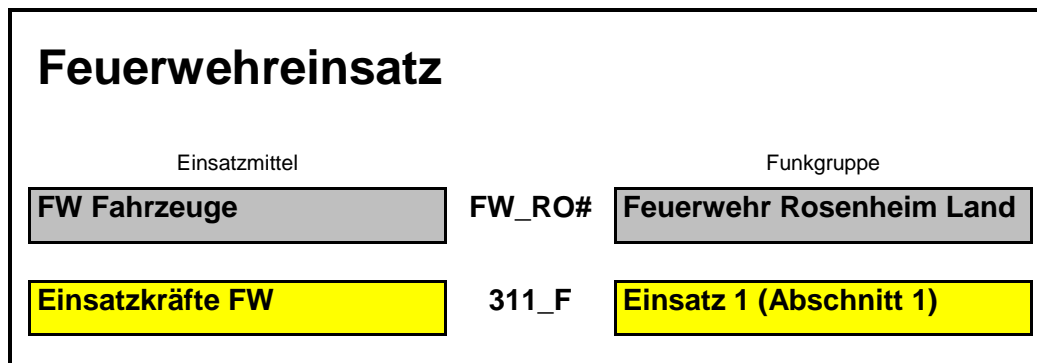 Feuerwehreinsatz
Einsatzmittel Funkgruppe
FW Fahrzeuge FW_RO# Feuerwehr Rosenheim Land
Einsatzkräfte FW 311_F Einsatz 1 (Abschnitt 1)